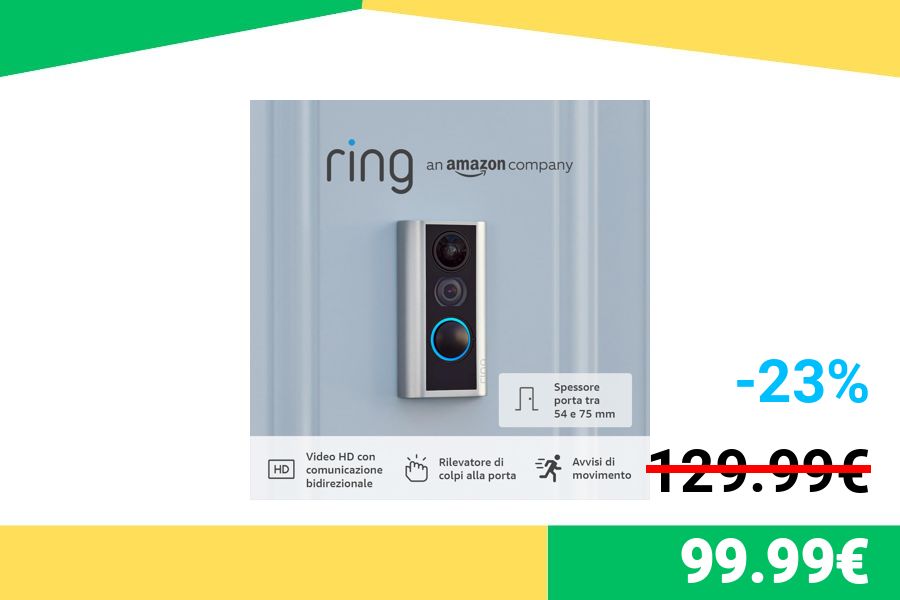 ring an amazon company
ring
Spessore
porta tra
54 e 75 mm
HD
Video HD con
comunicazione
bidirezionale
Rilevatore di
colpi alla porta
Avvisi di
movimento
-23%
129.99€
99.99€